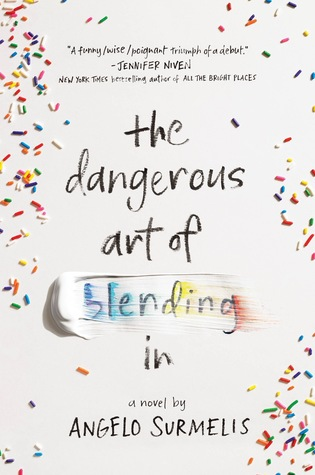 "A funny/wise/poignant triumph of a debut."
-JENNIFER NIVEN
NEW YORK TIMES bestselling author of ALL THE BRIGHT PLACES
the
dangerous
art of
blending
in
a novel by
ANGELO SURMELIS